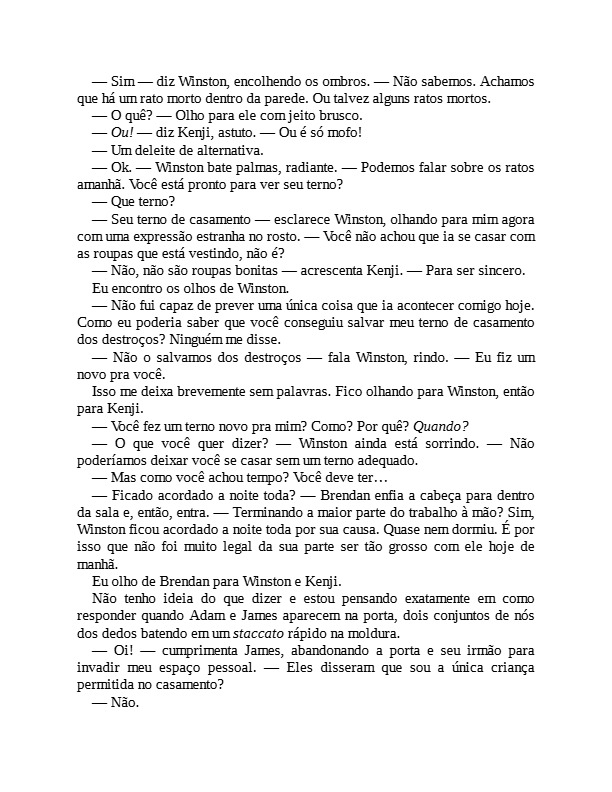 — Sim — diz Winston, encolhendo os ombros. — Não sabemos. Achamos
que há um rato morto dentro da parede. Ou talvez alguns ratos mortos.
— O quê? — Olho para ele com jeito brusco.
— Ou! — diz Kenji, astuto. — Ou é só mofo!
— Um deleite de alternativa.
— Ok. — Winston bate palmas, radiante. — Podemos falar sobre os ratos
amanhã. Você está pronto para ver seu terno?
— Que terno?
— Seu terno de casamento — esclarece Winston, olhando para mim agora
com uma expressão estranha no rosto. — Você não achou que ia se casar com
as roupas que está vestindo, não é?
— Não, não são roupas bonitas — acrescenta Kenji. — Para ser sincero.
Eu encontro os olhos de Winston.
— Não fui capaz de prever uma única coisa que ia acontecer comigo hoje.
Como eu poderia saber que você conseguiu salvar meu terno de casamento
dos destroços? Ninguém me disse.
— Não o salvamos dos destroços — fala Winston, rindo. — Eu fiz um
novo pra você.
Isso me deixa brevemente sem palavras. Fico olhando para Winston, então
para Kenji.
— Você fez um terno novo pra mim? Como? Por quê? Quando?
— O que você quer dizer? — Winston ainda está sorrindo. — Não
poderíamos deixar você se casar sem um terno adequado.
— Mas como você achou tempo? Você deve ter…
— Ficado acordado a noite toda? — Brendan enfia a cabeça para dentro
da sala e, então, entra. — Terminando a maior parte do trabalho à mão? Sim,
Winston ficou acordado a noite toda por sua causa. Quase nem dormiu. É por
isso que não foi muito legal da sua parte ser tão grosso com ele hoje de
manhã.
Eu olho de Brendan para Winston e Kenji.
Não tenho ideia do que dizer e estou pensando exatamente em como
responder quando Adam e James aparecem na porta, dois conjuntos de nós
dos dedos batendo em um staccato rápido na moldura.
— Oi! — cumprimenta James, abandonando a porta e seu irmão para
invadir meu espaço pessoal. — Eles disseram que sou a única criança
permitida no casamento?
— Não.